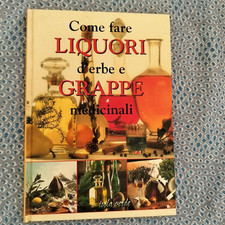 Come fare
LIQUORI
d'erbe e
GRAPPE
medicinali